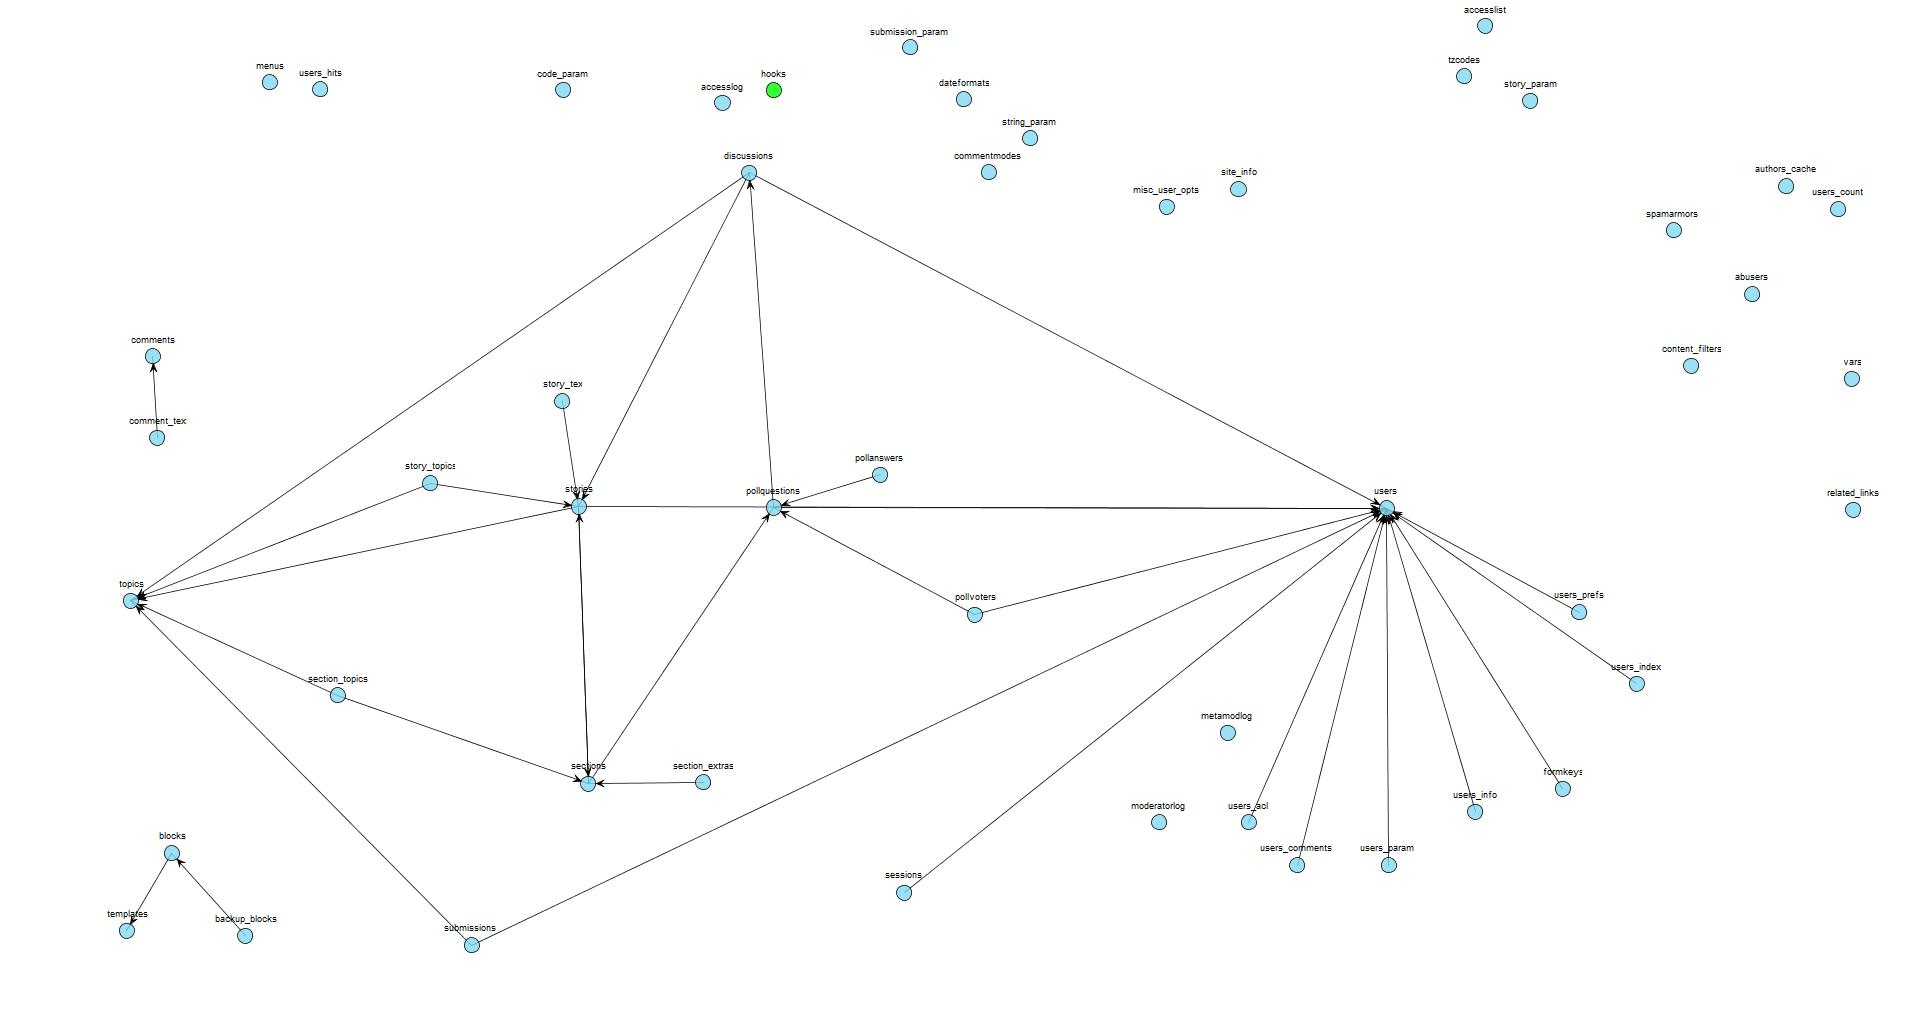 accesslist
submission_param
tzcodes
menus
users_hits
code_param
hooks
accesslog
dateformats
story_param
string_param
discussions
commentmodes
site_info
authors_cache
misc_user_opts
users_count
spamarmors
abusers
comments
content_filters
vars
story_tex
comment_tex
pollanswers
story_topics
stories
pollquestions
users
related_links
topics
pollvoters
users_prefs
users_index
section_topics
metamodlog
sections
section_extras
formkeys
users_info
moderatorlog
users_acl
blocks
users_comments
users_param
sessions
templates
backup_blocks
submissions